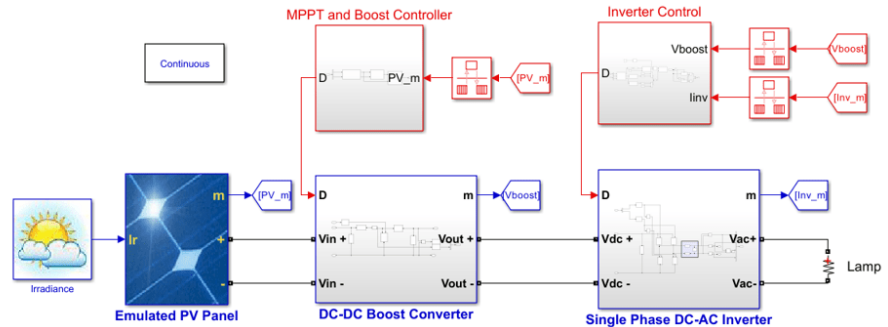 MPPT and Boost Controller
Inverter Control
Continuous
D
PV_m
[PV_m]
D
Vboost
[Vboost]
Iinv
[Inv_m]
m
[PV_m]
Ir
+
-
Irradiance
Emulated PV Panel
D
m
[Vboost]
Vin +
Vout +
Vin -
Vout -
DC-DC Boost Converter
D
m
[Inv_m]
Vdc +
Vac+
Vdc -
Vac-
Single Phase DC-AC Inverter
Lamp